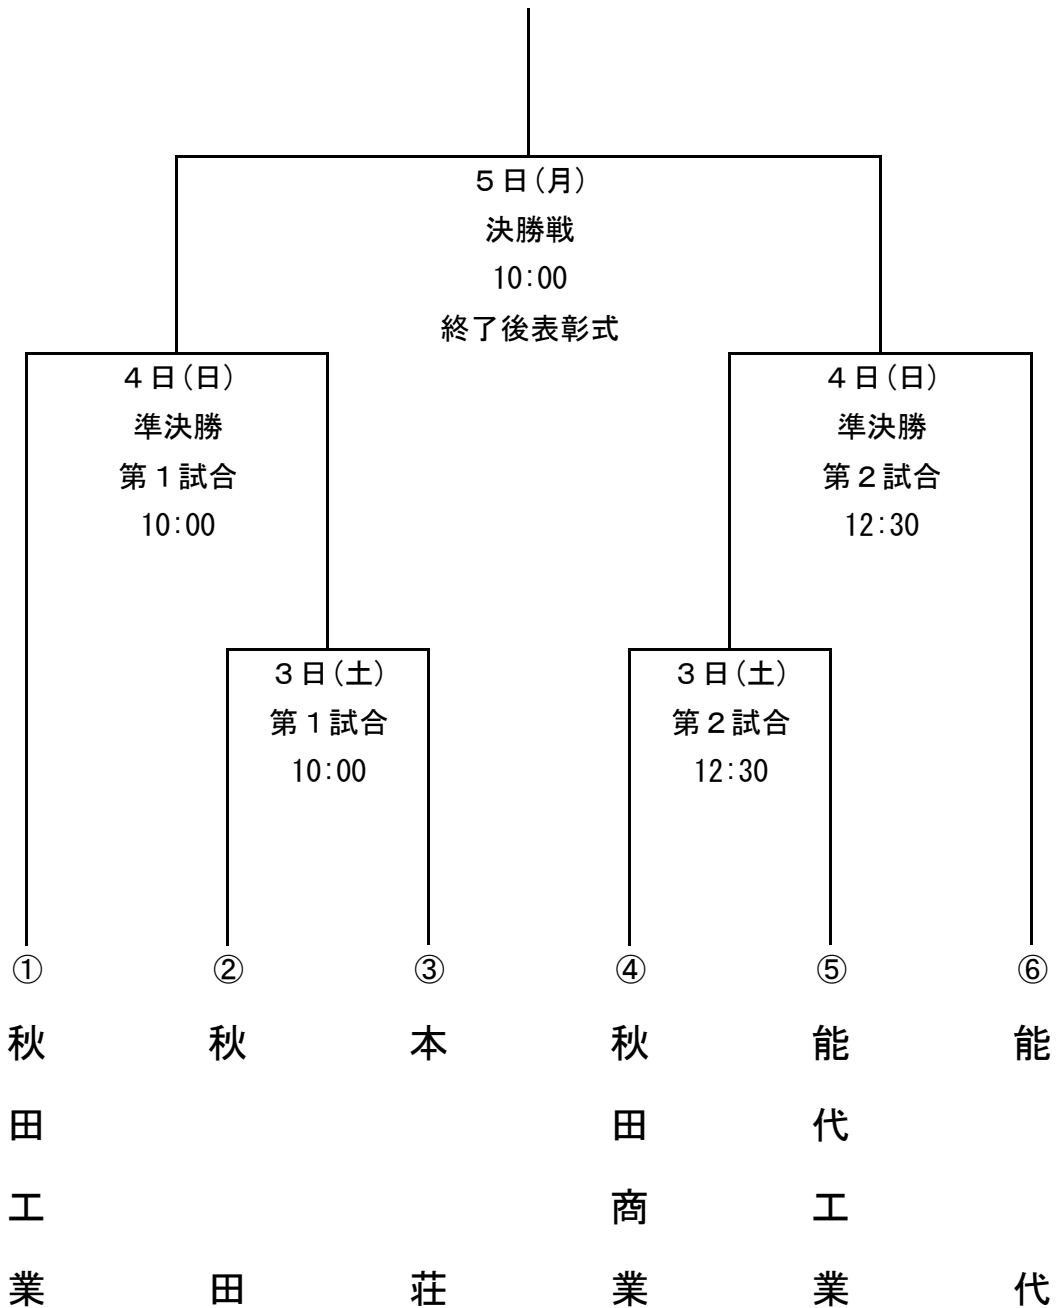 ５日(月)
決勝戦
10:00
終了後表彰式
４日(日)
準決勝
第１試合
10:00
４日(日)
準決勝
第２試合
12:30
３日(土)
第１試合
10:00
３日(土)
第２試合
12:30
①
秋田工業
②
秋田
③
本荘
④
秋田商業
⑤
能代工業
⑥
能代